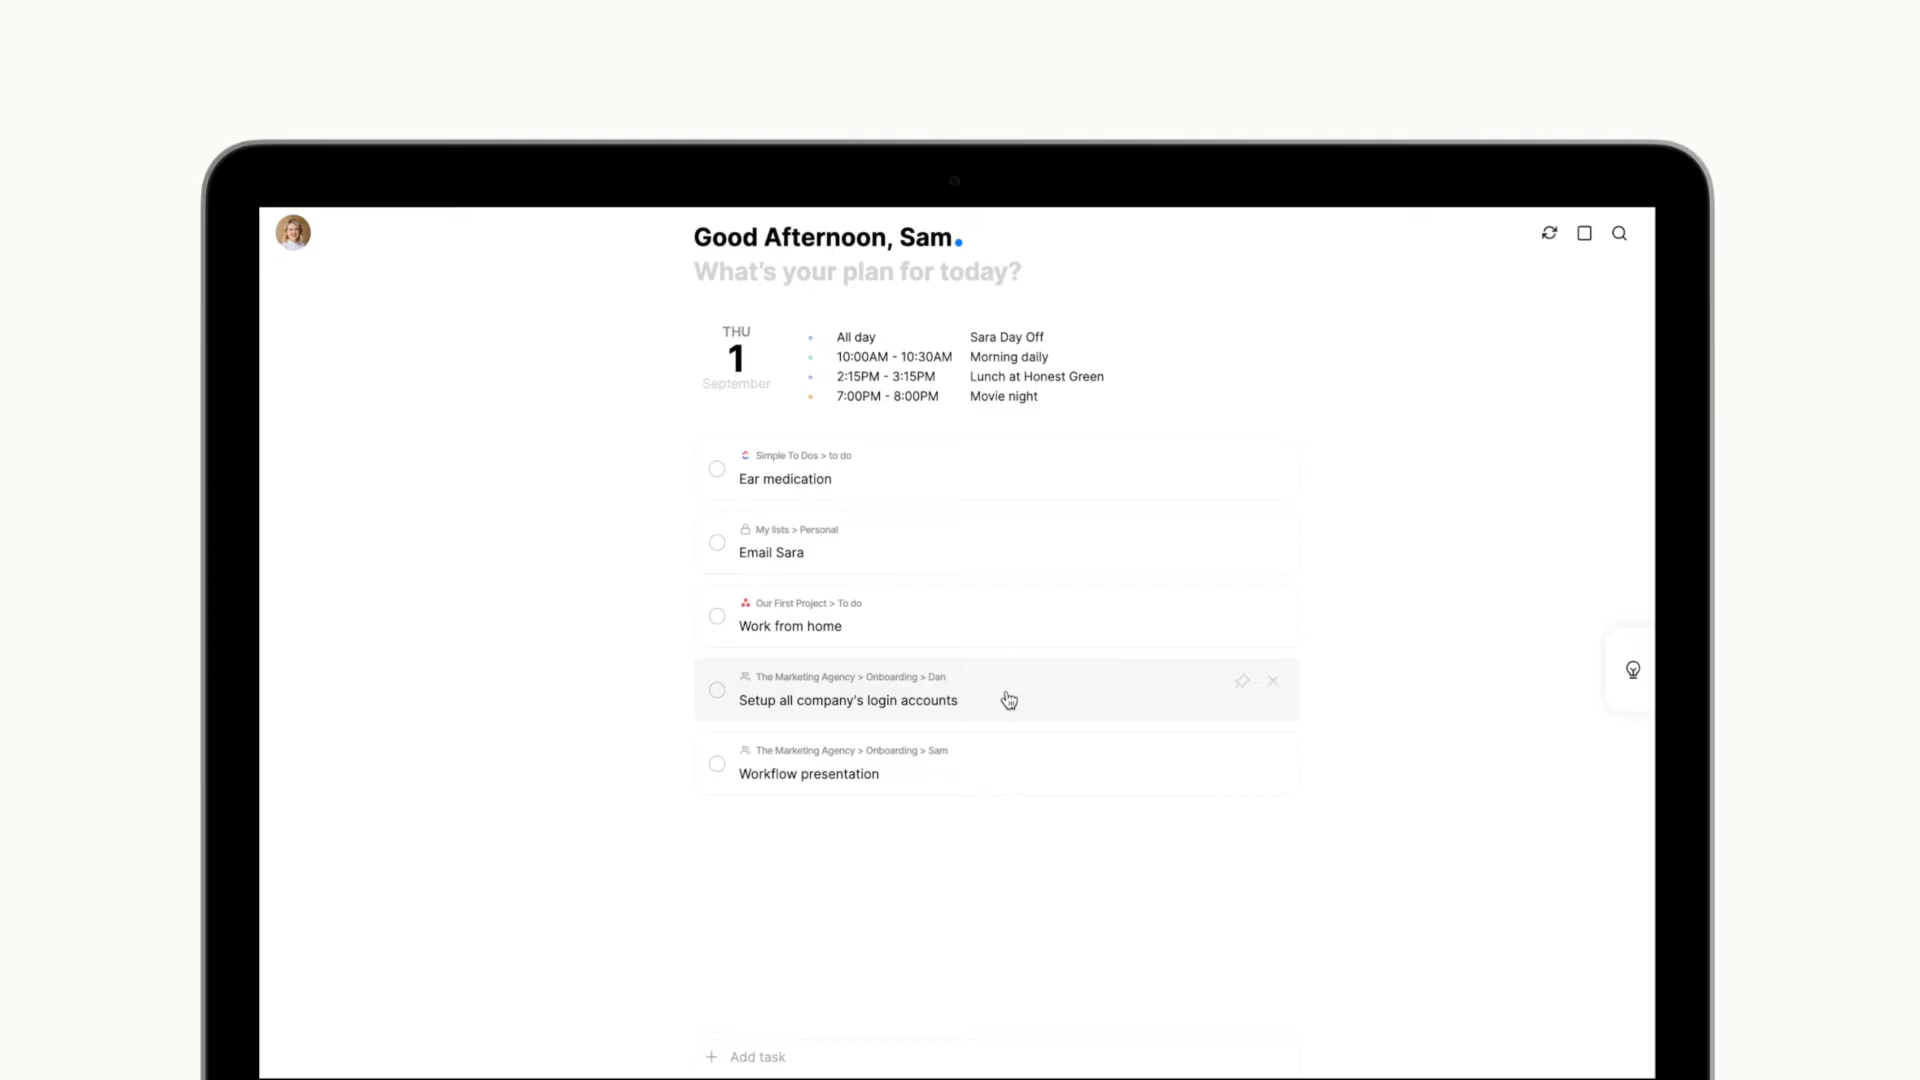 Good Afternoon, Sam.
What's your plan for today?
THU
1
September
All day Sara Day Off
10:00AM - 10:30AM Morning daily
2:15PM - 3:15PM Lunch at Honest Green
7:00PM - 8:00PM Movie night
Simple To Dos > to do
Ear medication
My lists > Personal
Email Sara
Our First Project > To do
Work from home
The Marketing Agency > Onboarding > Dan
Setup all company's login accounts
The Marketing Agency > Onboarding > Sam
Workflow presentation
+ Add task